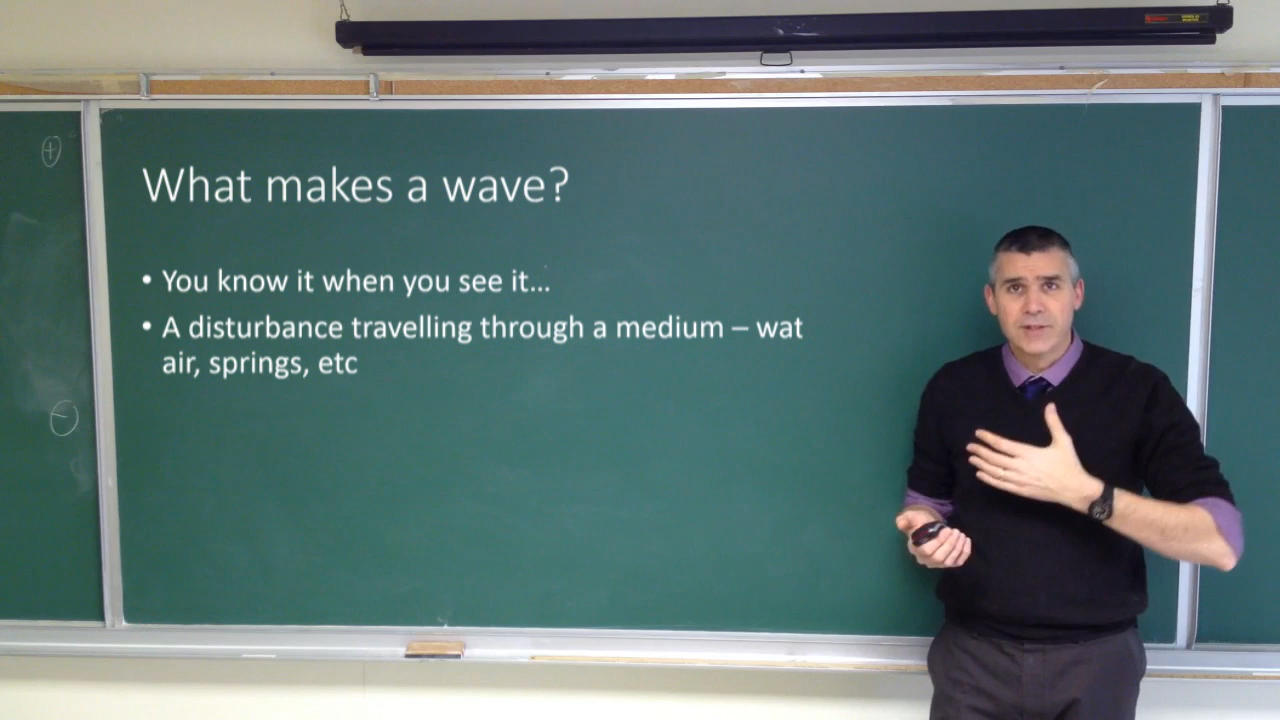 What makes a wave?
• You know it when you see it…
• A disturbance travelling through a medium – wat
air, springs, etc
+
-